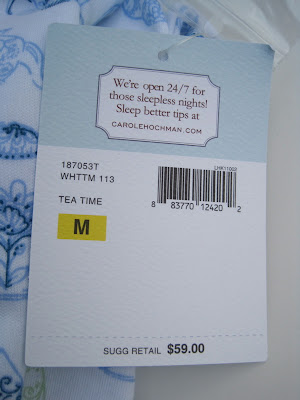 We're open 24/7 for
those sleepless nights!
Sleep better tips at
CAROLEHOCHMAN.COM
187053T
WHTTM 113
LHK11002
8 83770 12420 2
TEA TIME
M
SUGG RETAIL $59.00